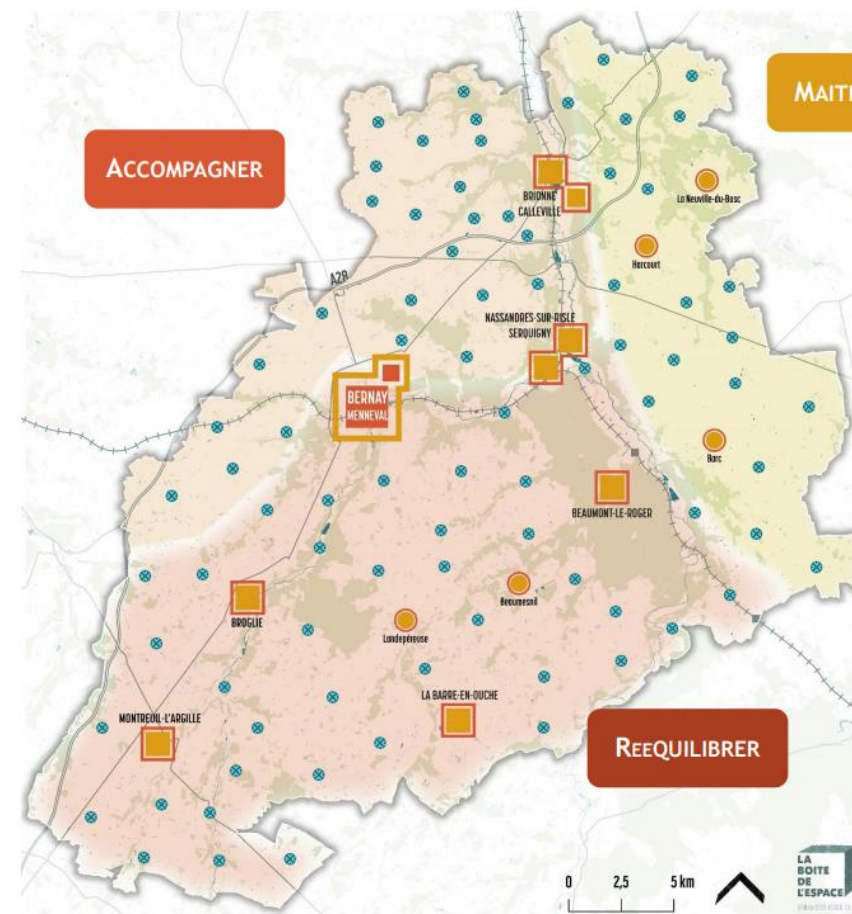 MAITI
ACCOMPAGNER
BRIONNE
CALLEVILLE
La Neuville-du-Bosc
Harcourt
A28
NASSANDRES-SUR-RISLE
SERQUIGNY
BERNAY
MENNEVAL
Barc
BEAUMONT-LE-ROGER
Beaumesnil
BROGLIE
Landepéreuse
LA BARRE-EN-OUCHE
MONTREUIL-L'ARGILLE
REEQUILIBRER
0 2,5 5 km
LA
BOITE
DE
L'ESPACE